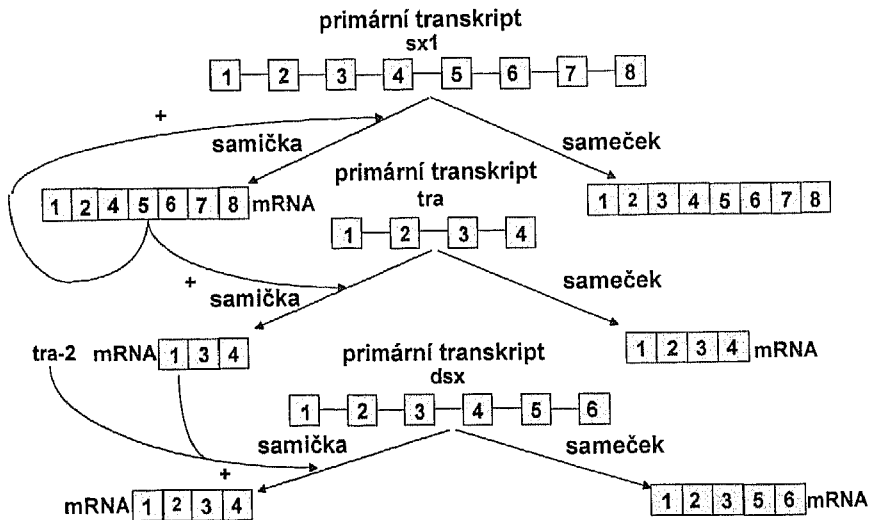 primární transkript
sx1
1 2 3 4 5 6 7 8
+
samička
sameček
1 2 4 5 6 7 8 mRNA
primární transkript
tra
1 2 3 4 5 6 7 8
1 2 3 4
+
samička
sameček
tra-2 mRNA 1 3 4
primární transkript
dsx
1 2 3 4 mRNA
1 2 3 4 5 6
+
samička
sameček
mRNA 1 2 3 4
1 2 3 5 6 mRNA